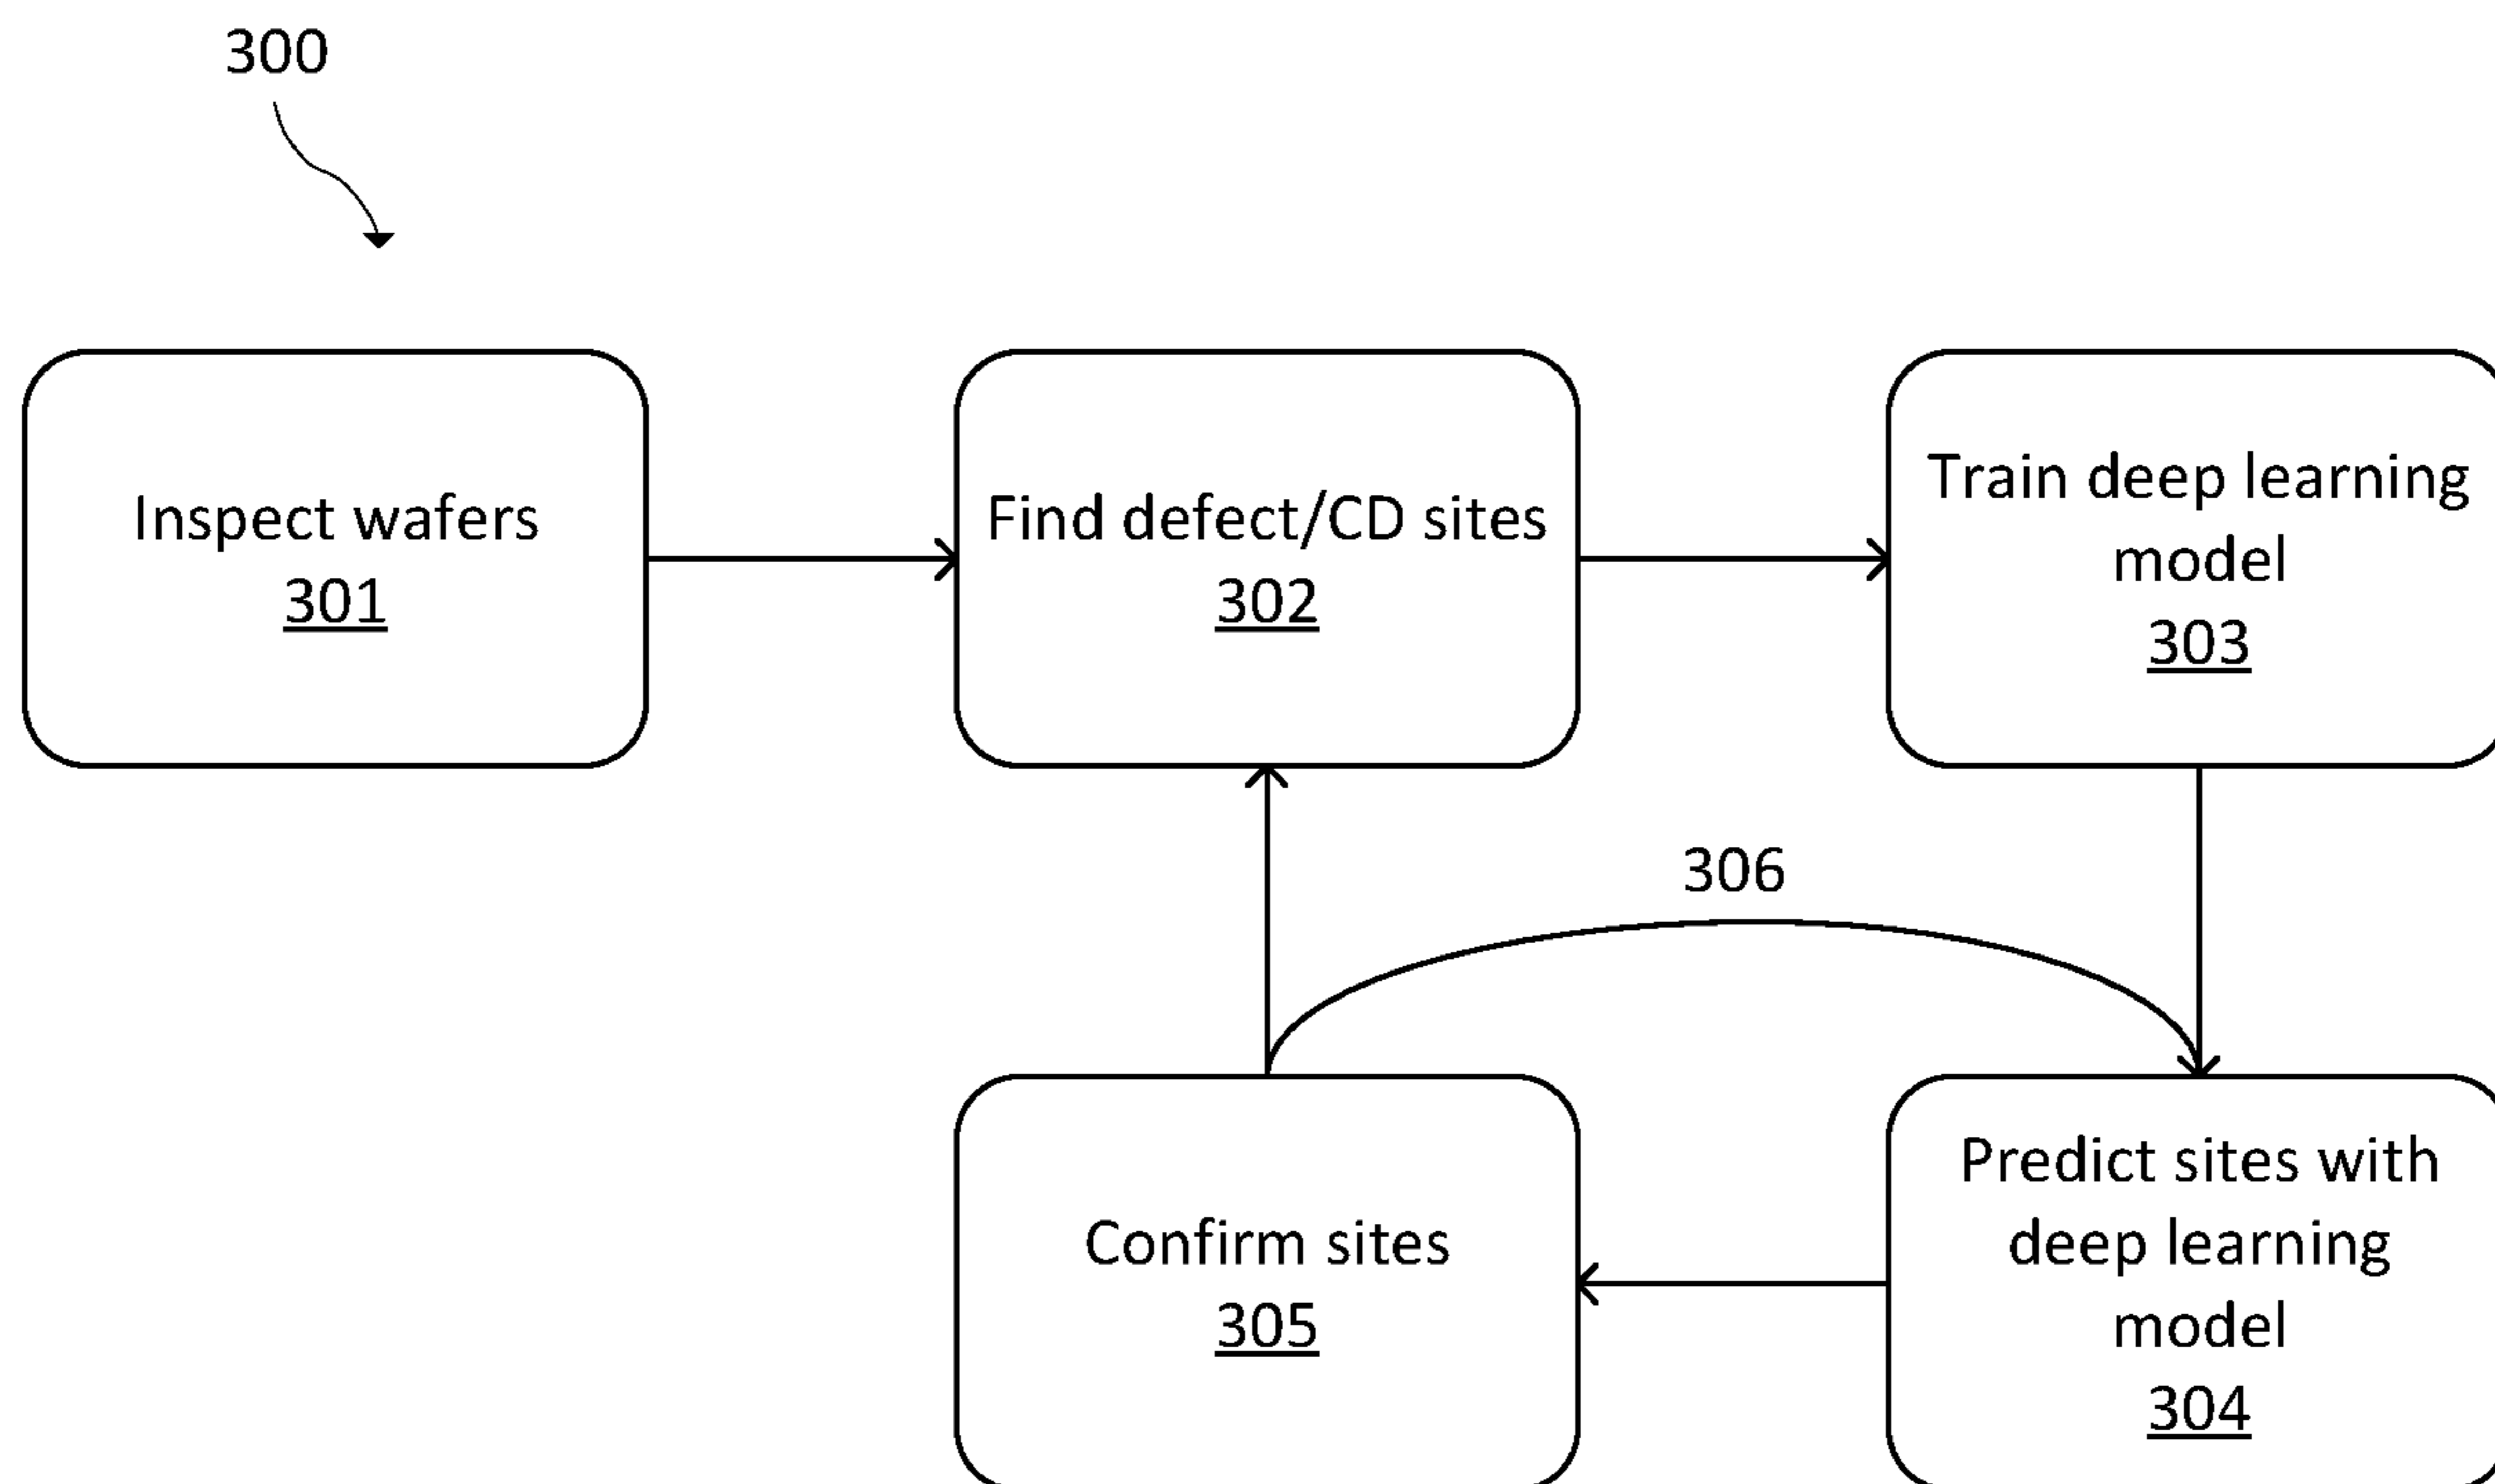 300
Inspect wafers
301
Find defect/CD sites
302
Train deep learning
model
303
306
Confirm sites
305
Predict sites with
deep learning
model
304